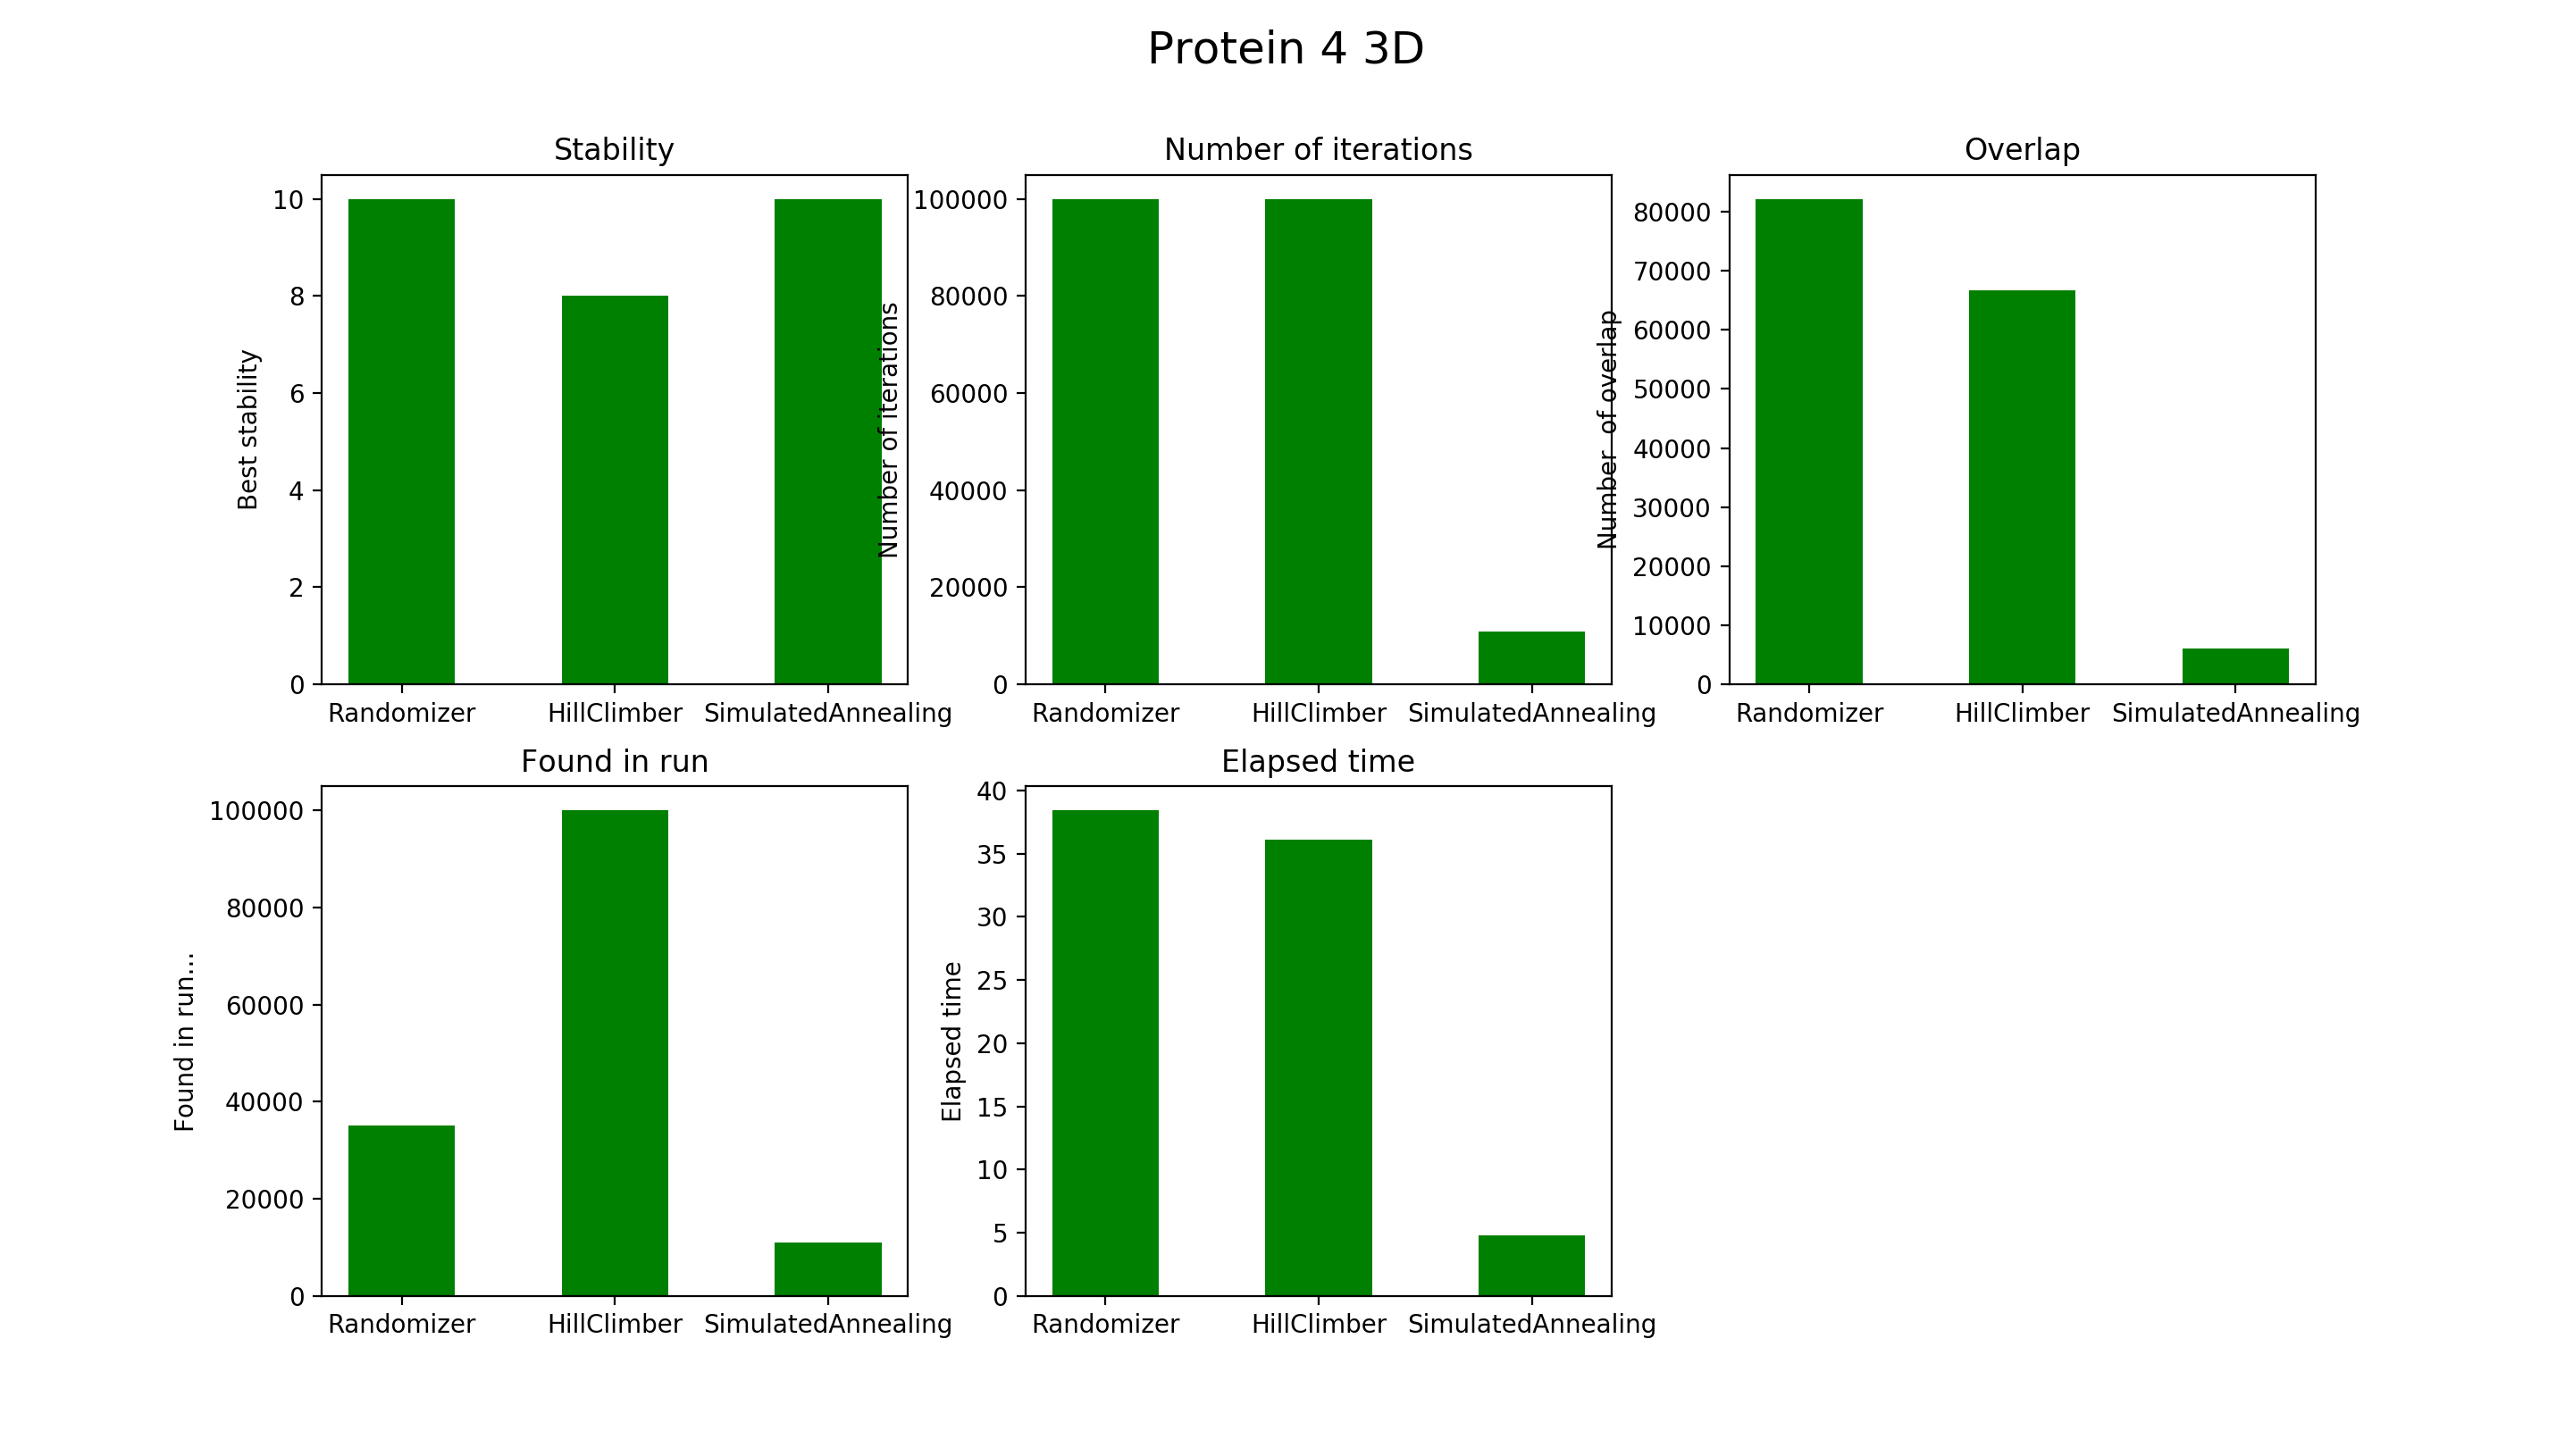 Protein 4 3D
Stability
Best stability
10
8
6
4
2
0
Randomizer HillClimber SimulatedAnnealing
Number of iterations
Number of iterations
100000
80000
60000
40000
20000
0
Randomizer HillClimber SimulatedAnnealing
Overlap
Number of overlap
80000
70000
60000
50000
40000
30000
20000
10000
0
Randomizer HillClimber SimulatedAnnealing
Found in run
Found in run...
100000
80000
60000
40000
20000
0
Randomizer HillClimber SimulatedAnnealing
Elapsed time
Elapsed time
40
35
30
25
20
15
10
5
0
Randomizer HillClimber SimulatedAnnealing